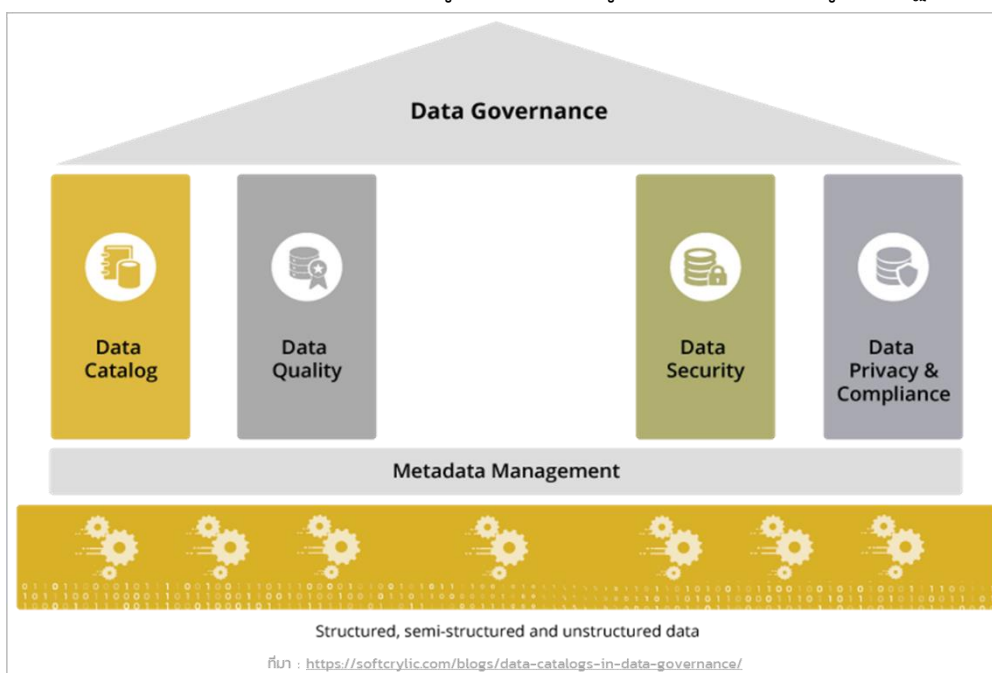 Data Governance
Data
Catalog
Data
Quality
Data
Security
Data
Privacy &
Compliance
Metadata Management
Structured, semi-structured and unstructured data
ที่มา : https://softcrylic.com/blogs/data-catalogs-in-data-governance/